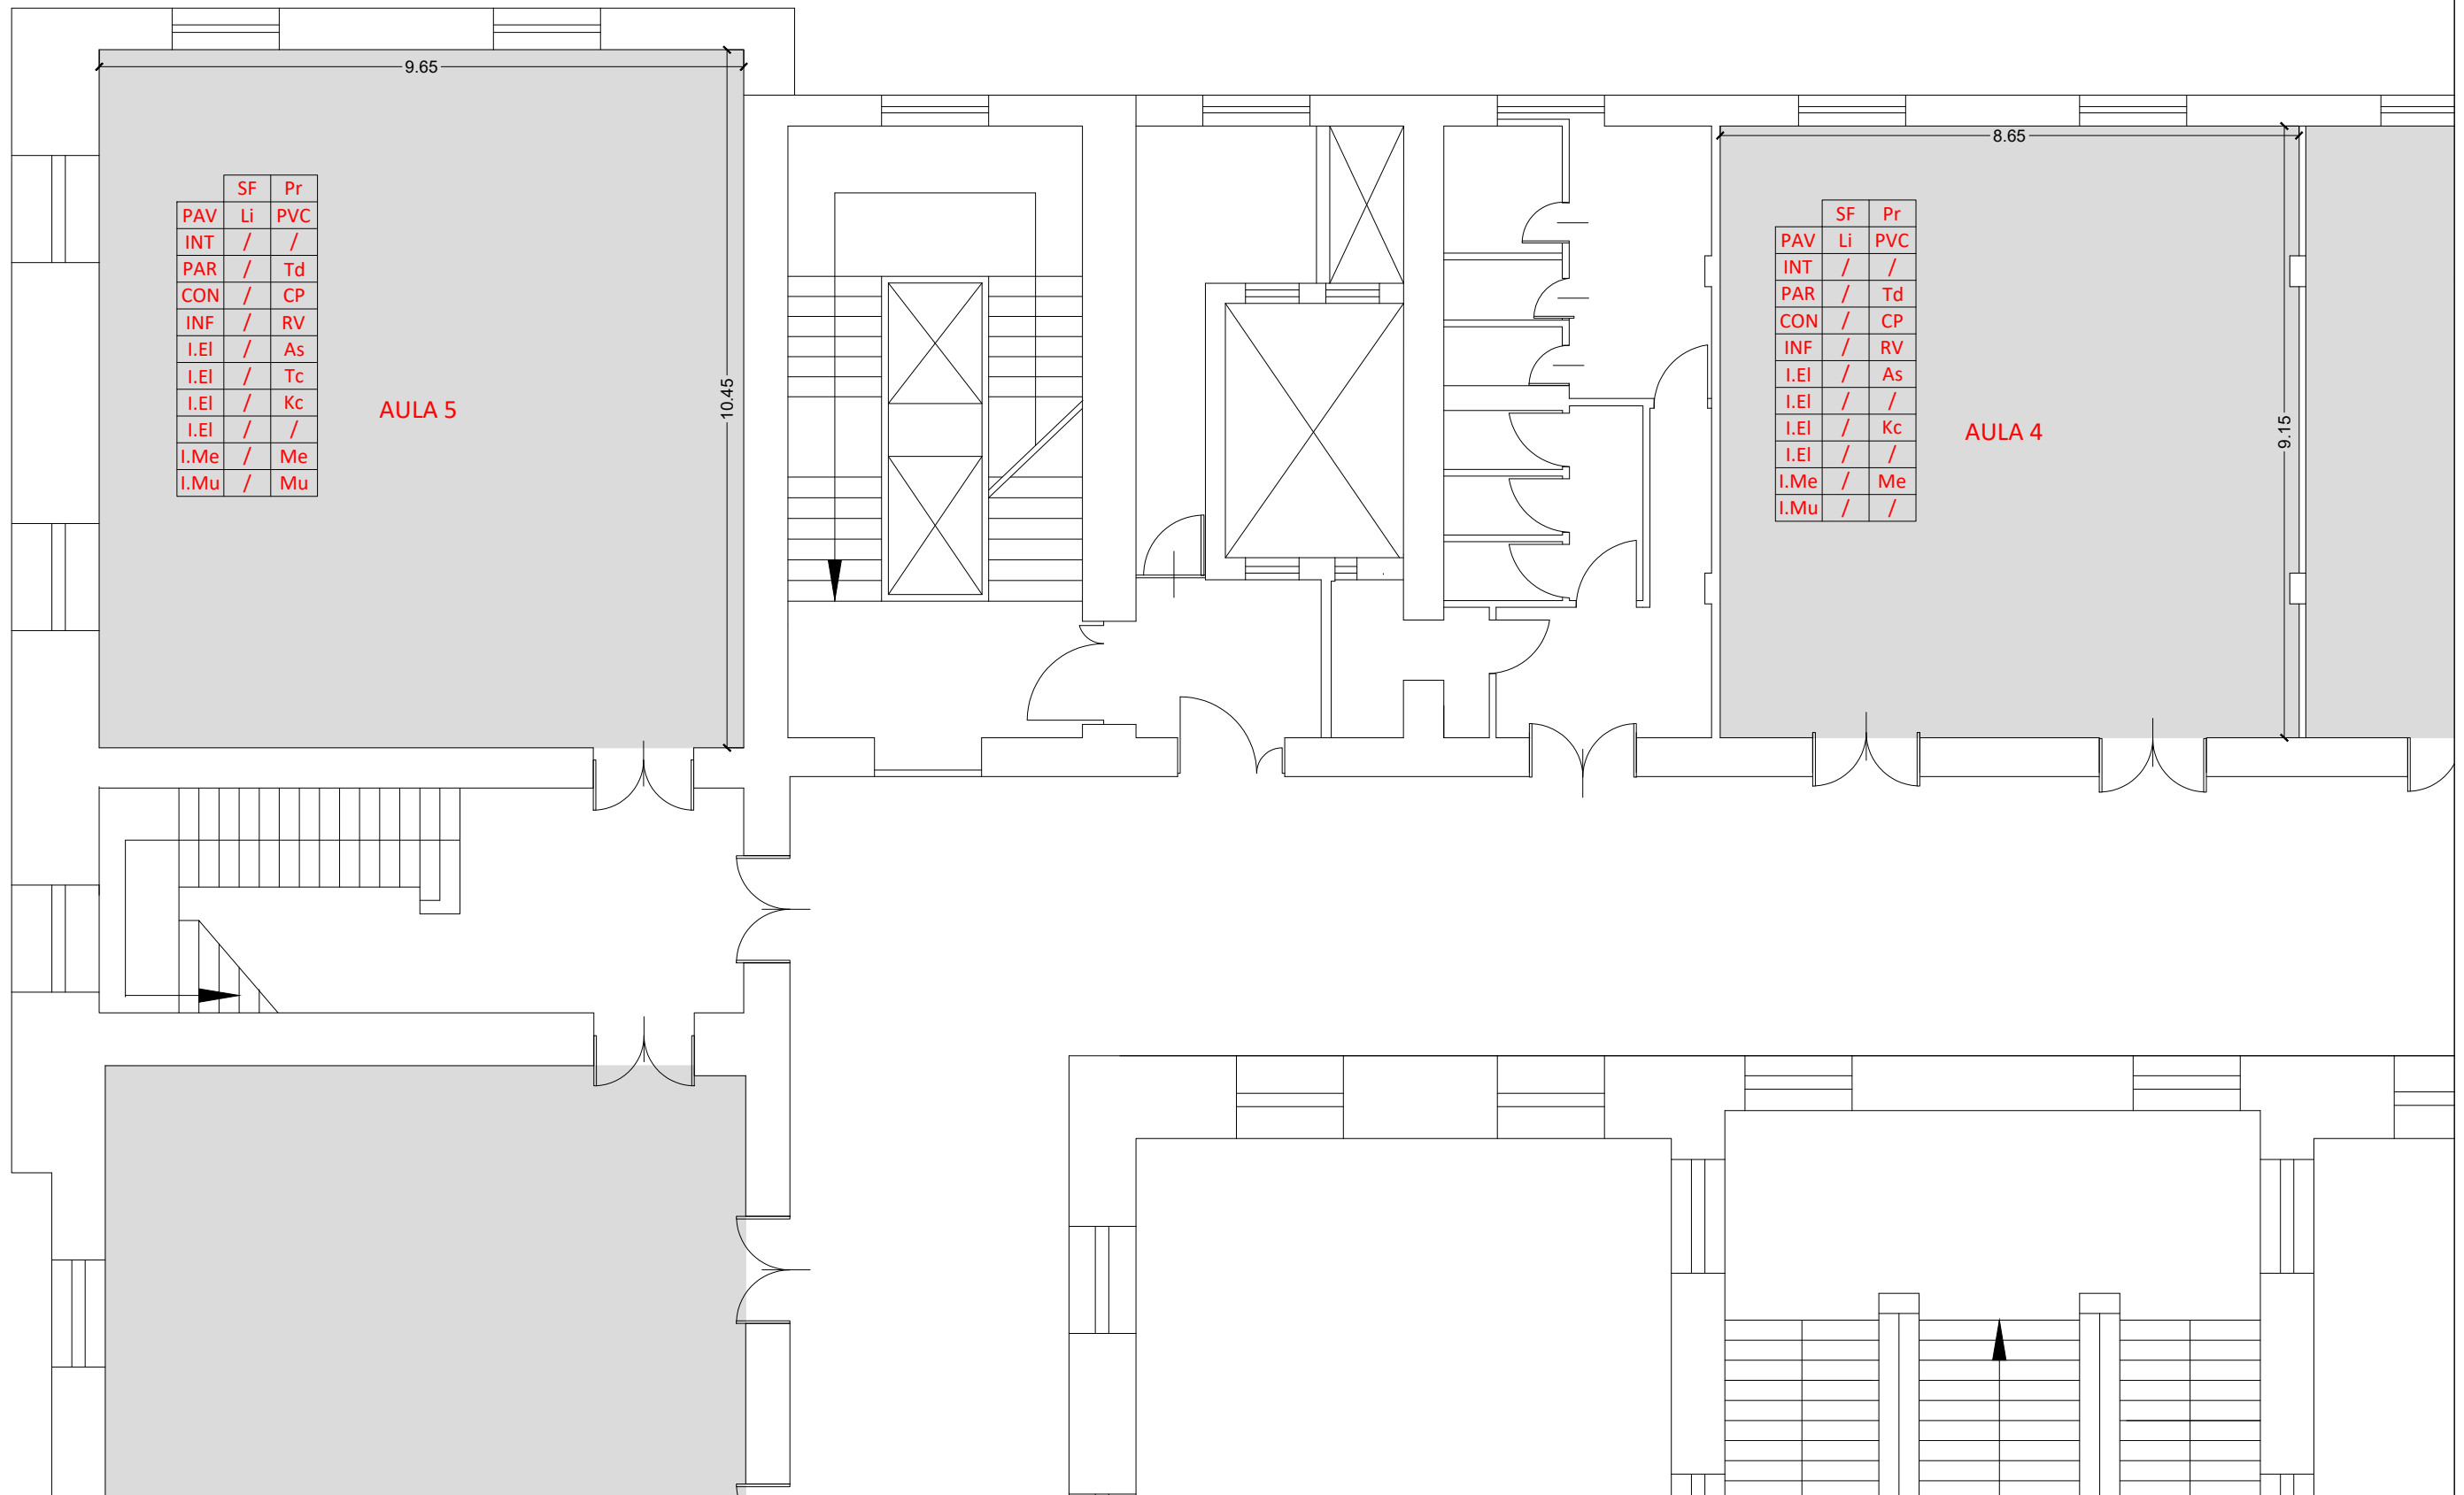 9.65
SF Pr
PAV Li PVC
INT / /
PAR / Td
CON / CP
INF / RV
I.El / As
I.El / Tc
I.El / Kc
I.El / /
I.Me / Me
I.Mu / Mu
AULA 5
10.45
8.65
SF Pr
PAV Li PVC
INT / /
PAR / Td
CON / CP
INF / RV
I.El / As
I.El / /
I.El / Kc
I.El / /
I.Me / Me
I.Mu / /
AULA 4
9.15